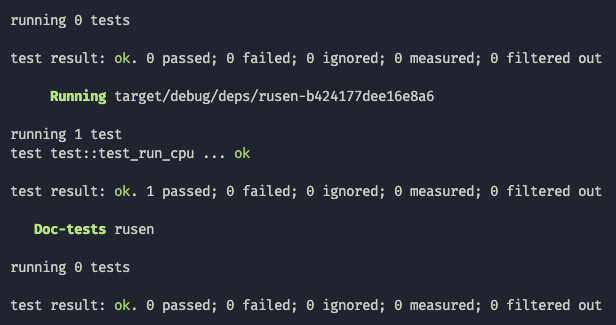 running 0 tests
test result: ok. 0 passed; 0 failed; 0 ignored; 0 measured; 0 filtered out
Running target/debug/deps/rusen-b424177dee16e8a6
running 1 test
test test::test_run_cpu ... ok
test result: ok. 1 passed; 0 failed; 0 ignored; 0 measured; 0 filtered out
Doc-tests rusen
running 0 tests
test result: ok. 0 passed; 0 failed; 0 ignored; 0 measured; 0 filtered out